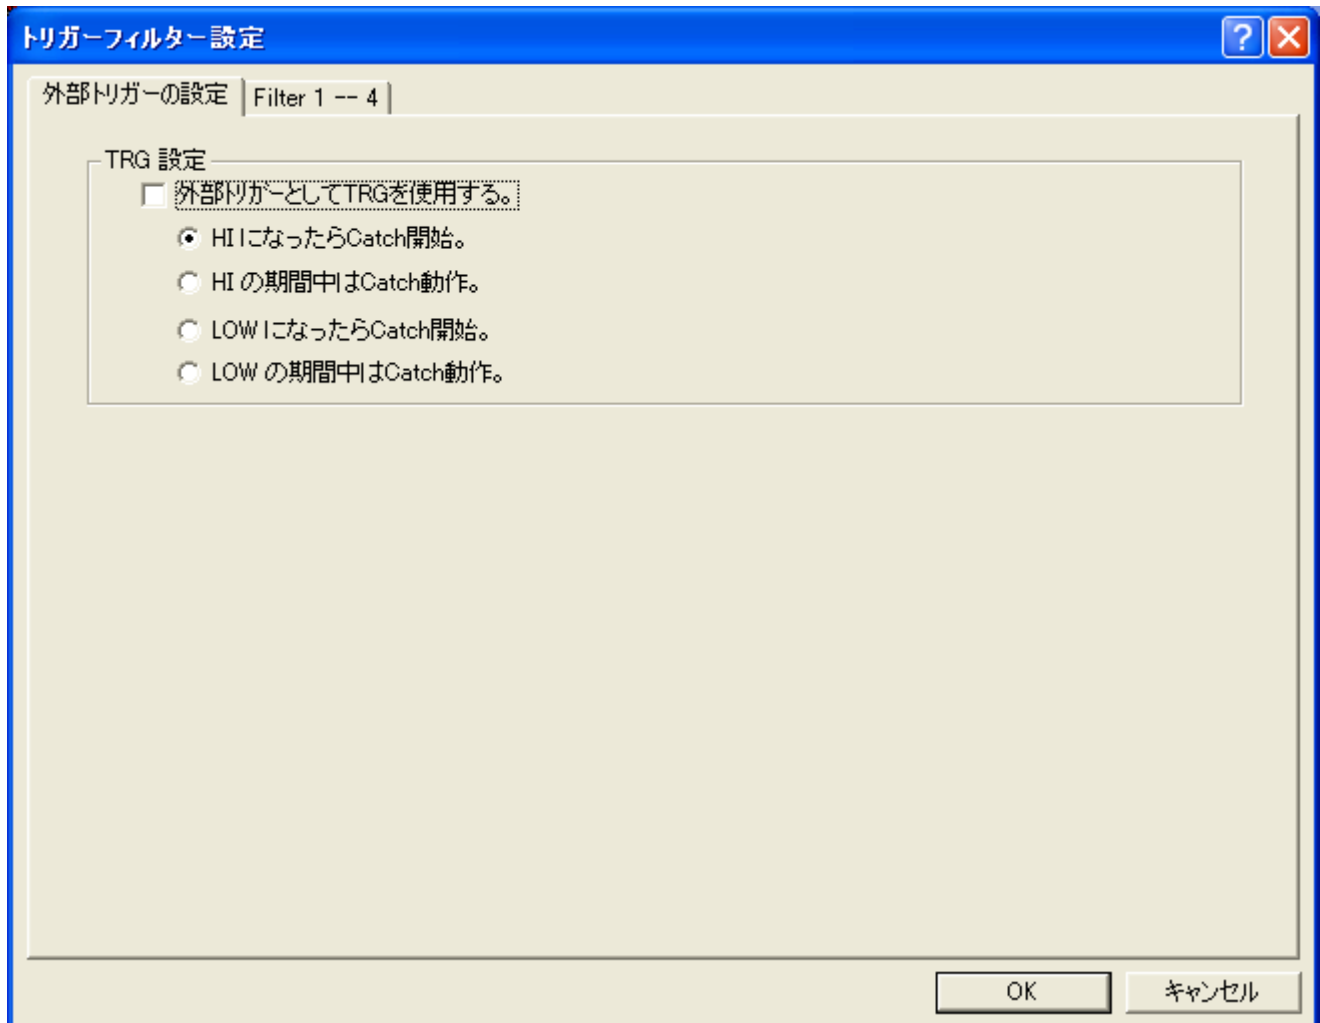 トリガーフィルター設定
外部トリガーの設定
Filter 1 -- 4
TRG 設定
外部トリガーとしてTRGを使用する。
HI になったらCatch開始。
HI の期間中はCatch動作。
LOW になったらCatch開始。
LOW の期間中はCatch動作。
OK
キャンセル